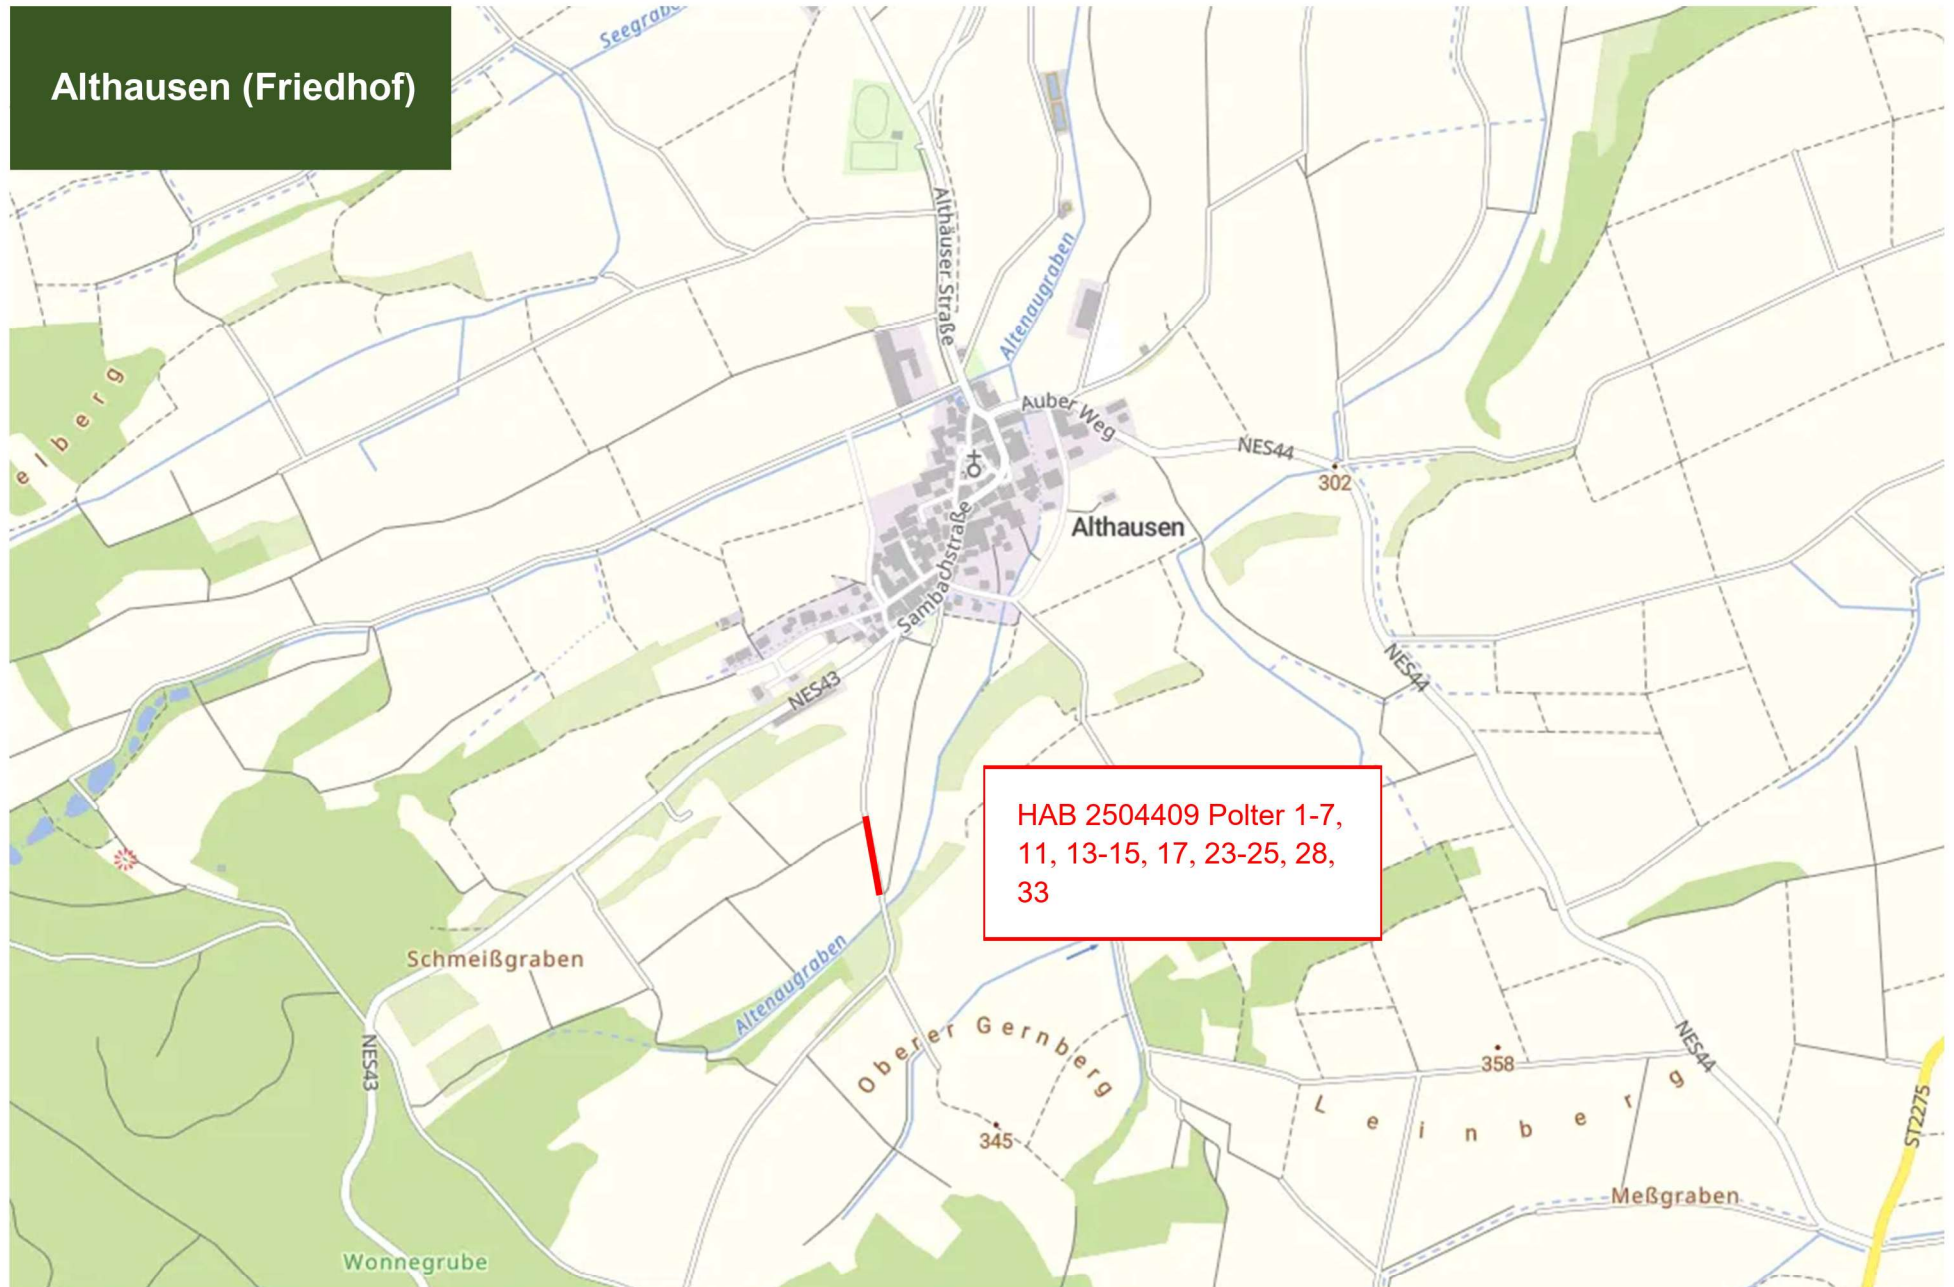 Althausen (Friedhof)
Seegrabe
Althäuser Straße
Altenaugraben
elberg
Auber Weg
NES44
302
Althausen
Sambachstraße
NES43
NES44
HAB 2504409 Polter 1-7,
11, 13-15, 17, 23-25, 28,
33
Schmeißgraben
Altenaugraben
Oberer Gernberg
NES43
NES44
358
Leinberg
345
ST2275
Meßgraben
Wonnegrube